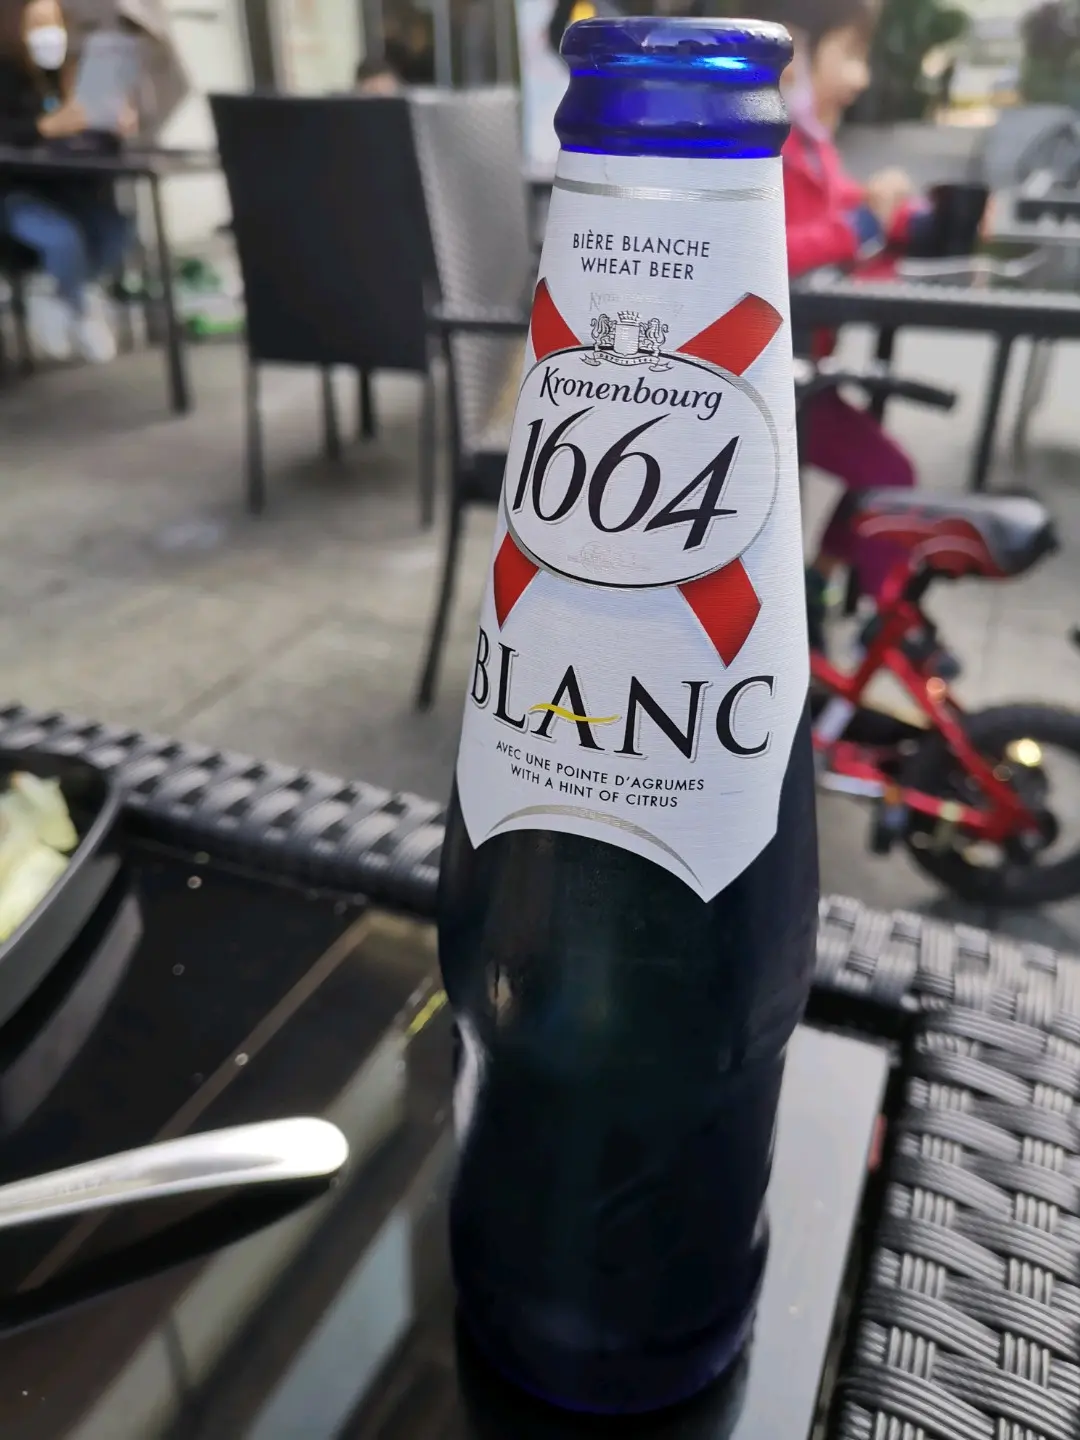 BIÈRE BLANCHE
WHEAT BEER
Kronenbourg
1664
BLANC
AVEC UNE POINTE D'AGRUMES
WITH A HINT OF CITRUS